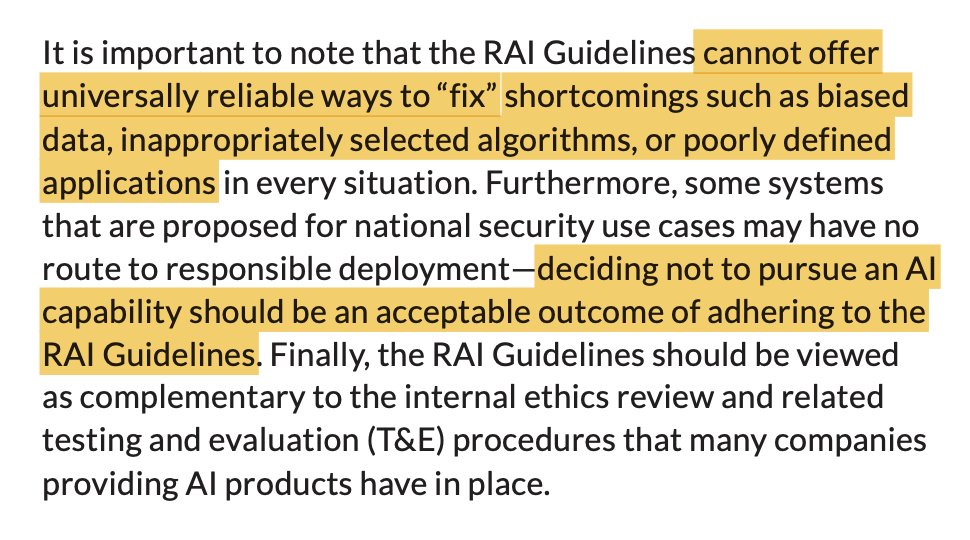 It is important to note that the RAI Guidelines cannot offer
universally reliable ways to “fix” shortcomings such as biased
data, inappropriately selected algorithms, or poorly defined
applications in every situation. Furthermore, some systems
that are proposed for national security use cases may have no
route to responsible deployment—deciding not to pursue an AI
capability should be an acceptable outcome of adhering to the
RAI Guidelines. Finally, the RAI Guidelines should be viewed
as complementary to the internal ethics review and related
testing and evaluation (T&E) procedures that many companies
providing AI products have in place.